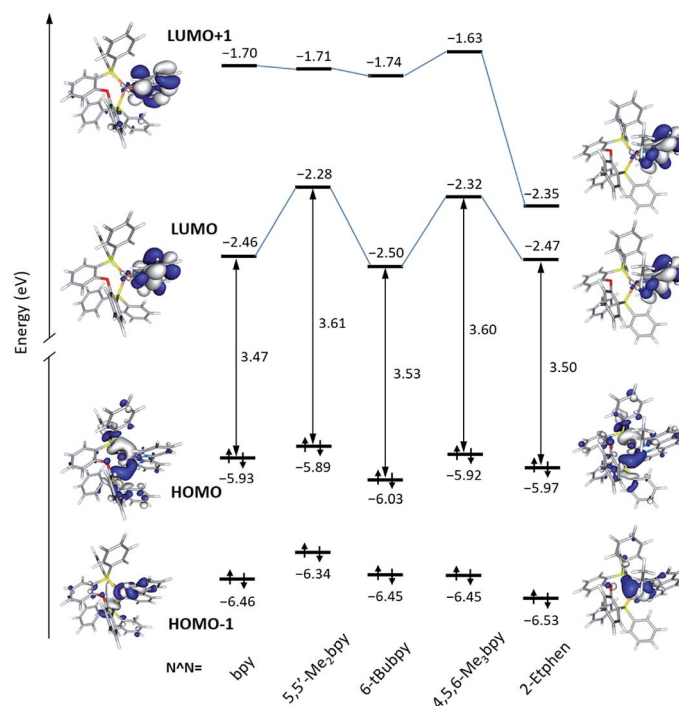 LUMO+1
−1.70 −1.71 −1.74 −1.63
−2.35
LUMO
−2.46 −2.28 −2.50 −2.32 −2.47
Energy (eV)
3.47 3.61 3.53 3.60 3.50
HOMO
−5.93 −5.89 −6.03 −5.92 −5.97
HOMO-1
−6.46 −6.34 −6.45 −6.45 −6.53
N^N= bpy 5,5′-Me₂bpy 6-tBubpy 4,5,6-Me₃bpy 2-Etphen